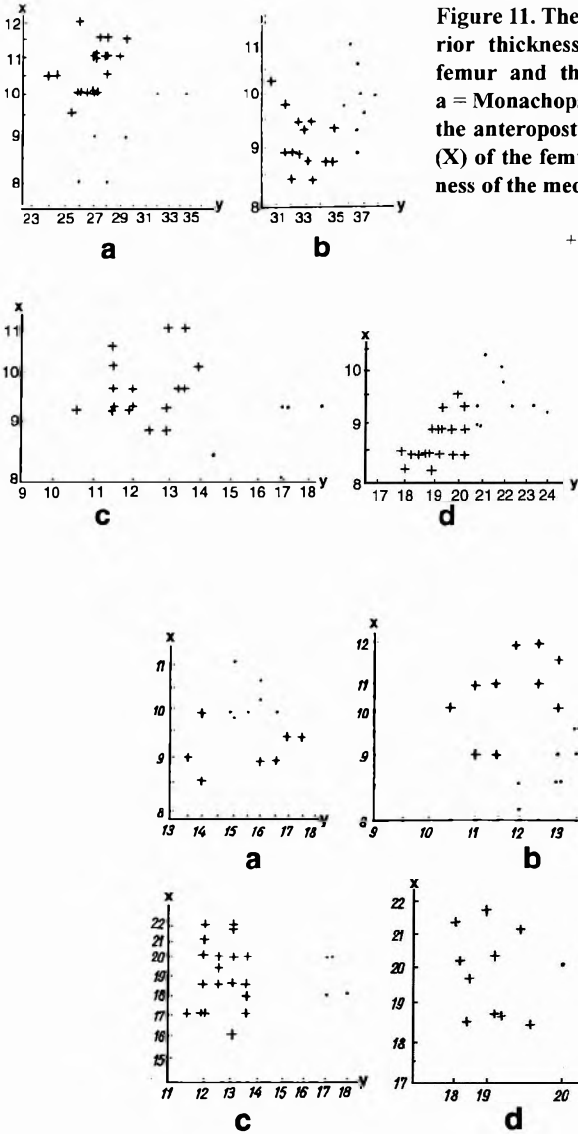 Figure 11. The
rior thickness
femur and th
a = Monachop
the anteropost
(X) of the fem
ness of the med
+
x
12
11
10
9
8
23 25 27 29 31 33 35 y
a
11
10
9
8
31 33 35 37 y
b
x
11
10
9
8
9 10 11 12 13 14 15 16 17 18 y
c
x
10
9
8
17 18 19 20 21 22 23 24 y
d
x
11
10
9
8
13 14 15 16 17 18 y
a
x
12
11
10
9
8
9 10 11 12 13
b
x
22
21
20
19
18
17
16
15
11 12 13 14 15 16 17 18 y
c
x
22
21
20
19
18
17
18 19 20
d